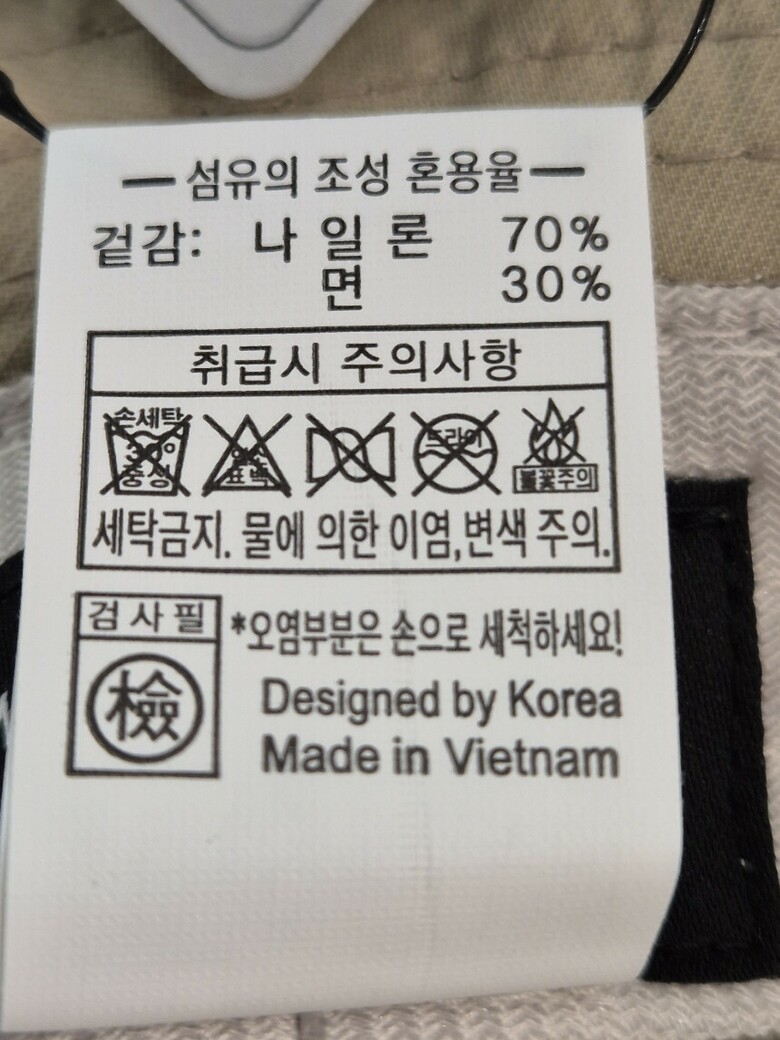 섬유의 조성 혼용율
겉감: 나 일 론 70%
면 30%
취급시 주의사항
손세탁 30° 중성
염소 표백
드라이
불꽃주의
세탁금지. 물에 의한 이염,변색 주의.
검 사 필
檢
*오염부분은 손으로 세척하세요!
Designed by Korea
Made in Vietnam